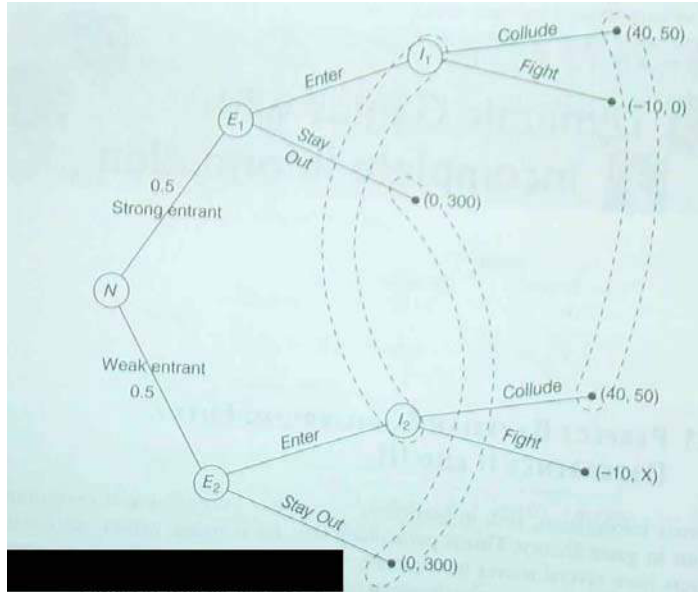 Collude
(40, 50)
I₁
Enter
Fight
(–10, 0)
E₁
Stay
Out
0.5
Strong entrant
(0, 300)
N
Weak entrant
0.5
Collude
(40, 50)
I₂
Enter
Fight
(–10, X)
E₂
Stay Out
(0, 300)